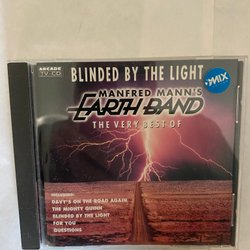 ARCADE
TV-CD
BLINDED BY THE LIGHT
MIX
MANFRED MANN'S
EARTH BAND
THE VERY BEST OF
INCLUDING:
DAVY'S ON THE ROAD AGAIN
THE MIGHTY QUINN
BLINDED BY THE LIGHT
FOR YOU
QUESTIONS